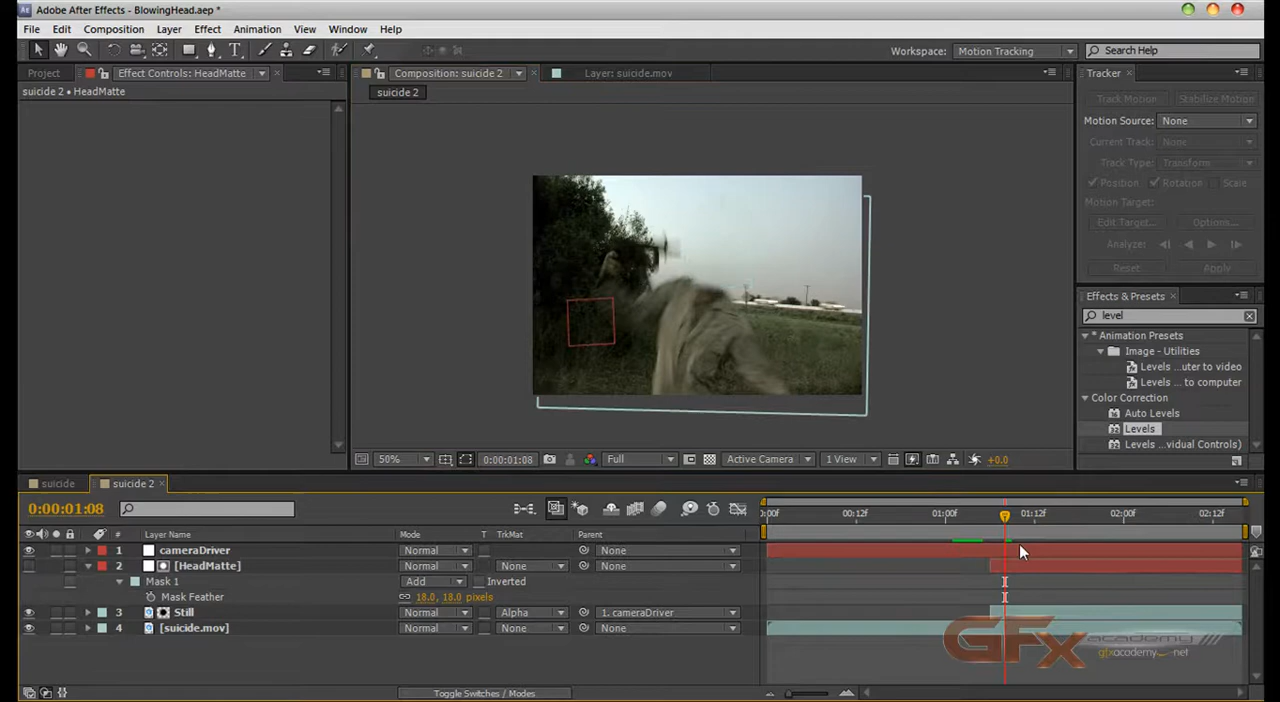 Adobe After Effects - BlowingHead.aep *
File Edit Composition Layer Effect Animation View Window Help
Workspace: Motion Tracking Search Help
Project Effect Controls: HeadMatte Composition: suicide 2 Layer: suicide.mov Tracker
suicide 2 • HeadMatte suicide 2
Track Motion Stabilize Motion
Motion Source: None
Current Track: None
Track Type: Transform
Position Rotation Scale
Motion Target:
Edit Target... Options...
Analyze:
Reset Apply
Effects & Presets
level
* Animation Presets
Image - Utilities
Levels ...uter to video
Levels ... to computer
Color Correction
Auto Levels
Levels
Levels ...vidual Controls)
50% 0:00:01:08 Full Active Camera 1 View +0.0
suicide suicide 2
0:00:01:08
:00f 00:12f 01:00f 01:12f 02:00f 02:12f
# Layer Name Mode T TrkMat Parent
1 cameraDriver Normal None
2 [HeadMatte] Normal None None
Mask 1 Add Inverted
Mask Feather 18.0, 18.0 pixels
3 Still Normal Alpha 1. cameraDriver
4 [suicide.mov] Normal None None
GFX academy
gfxacademy.net
Toggle Switches / Modes